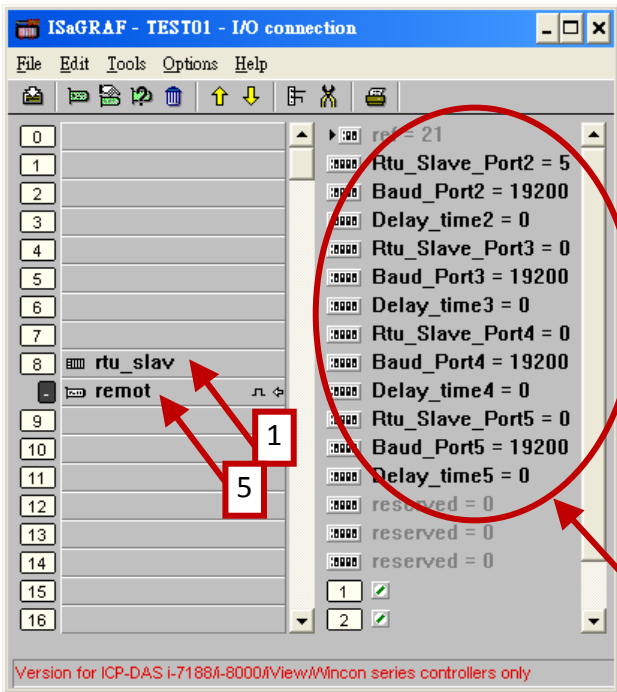 ISaGRAF - TEST01 - I/O connection
File Edit Tools Options Help
0
1
2
3
4
5
6
7
8 rtu_slav
- remot
9
10
11
12
13
14
15
16
1
5
ref = 21
Rtu_Slave_Port2 = 5
Baud_Port2 = 19200
Delay_time2 = 0
Rtu_Slave_Port3 = 0
Baud_Port3 = 19200
Delay_time3 = 0
Rtu_Slave_Port4 = 0
Baud_Port4 = 19200
Delay_time4 = 0
Rtu_Slave_Port5 = 0
Baud_Port5 = 19200
Delay_time5 = 0
reserved = 0
reserved = 0
reserved = 0
1
2
Version for ICP-DAS i-7188/i-8000/iView/Wincon series controllers only